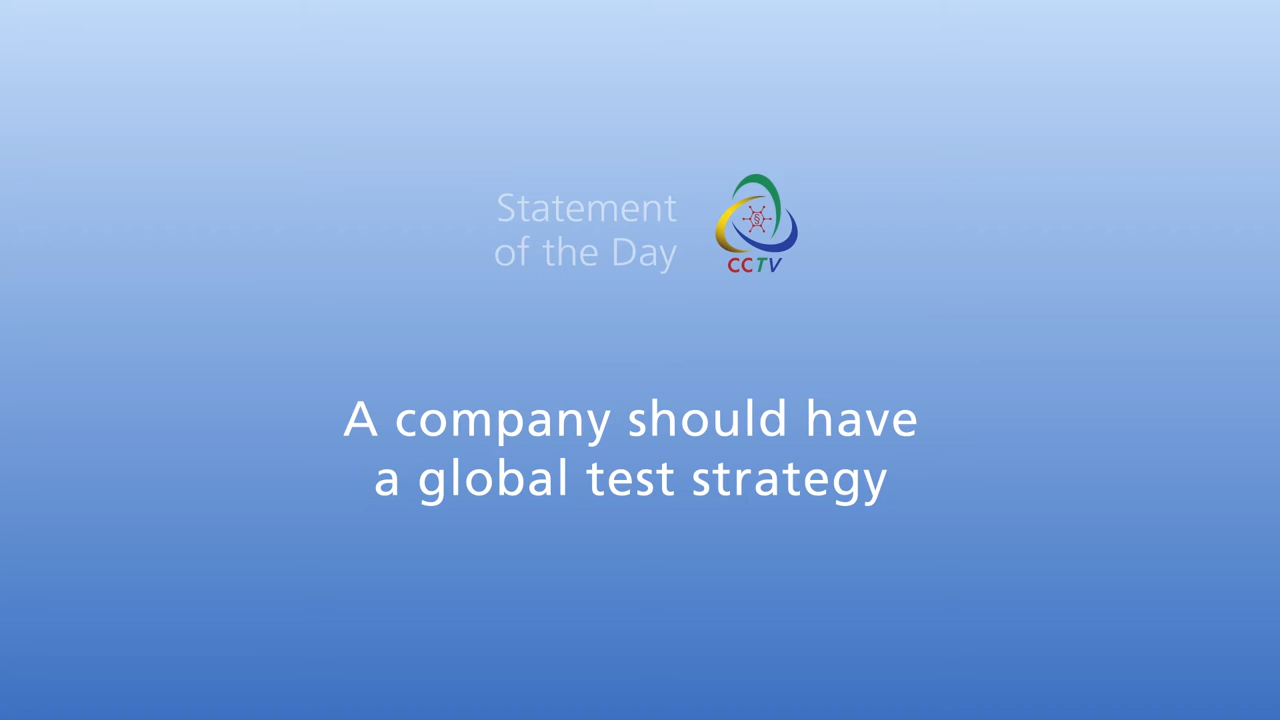 Statement
of the Day
§
CCTV
A company should have
a global test strategy